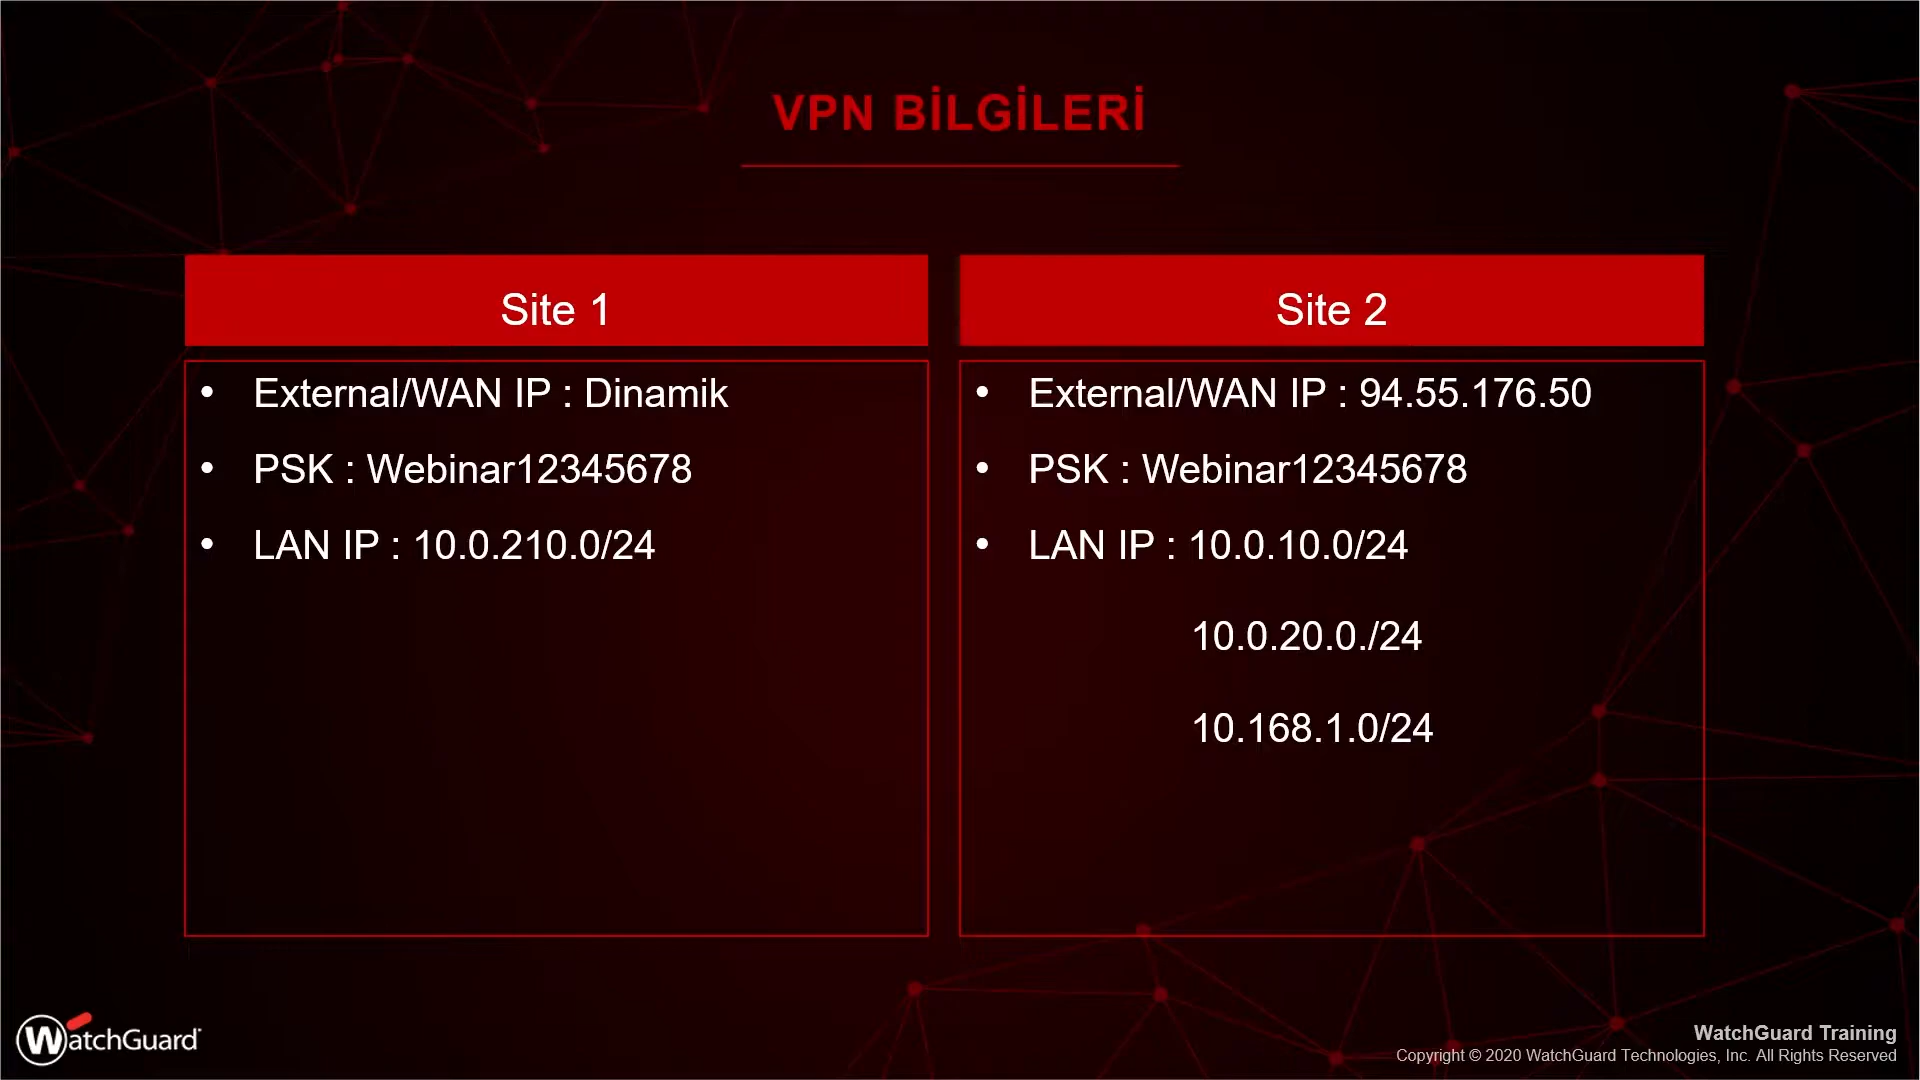 VPN BİLGİLERİ
Site 1
• External/WAN IP : Dinamik
• PSK : Webinar12345678
• LAN IP : 10.0.210.0/24
Site 2
• External/WAN IP : 94.55.176.50
• PSK : Webinar12345678
• LAN IP : 10.0.10.0/24
10.0.20.0./24
10.168.1.0/24
WatchGuard
WatchGuard Training
Copyright © 2020 WatchGuard Technologies, Inc. All Rights Reserved